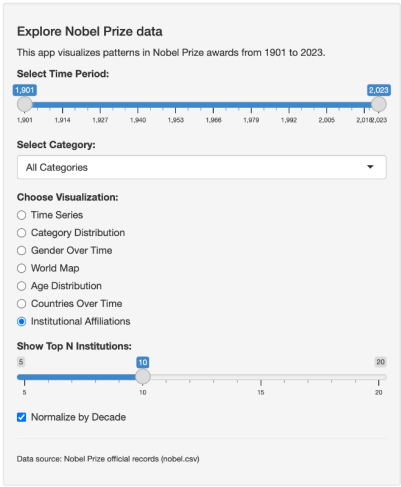 Explore Nobel Prize data
This app visualizes patterns in Nobel Prize awards from 1901 to 2023.
Select Time Period:
1,901 2,023
1,901 1,914 1,927 1,940 1,953 1,966 1,979 1,992 2,005 2,018 2,023
Select Category:
All Categories
Choose Visualization:
Time Series
Category Distribution
Gender Over Time
World Map
Age Distribution
Countries Over Time
Institutional Affiliations
Show Top N Institutions:
5 10 20
5 10 15 20
Normalize by Decade
Data source: Nobel Prize official records (nobel.csv)